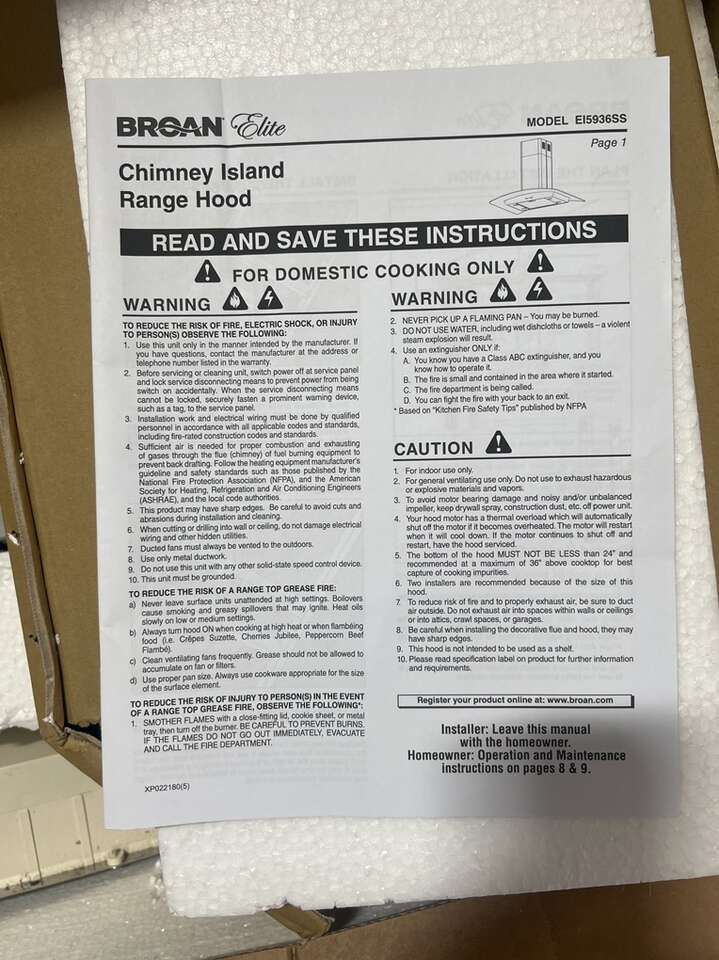 BROAN Elite
MODEL EI5936SS
Page 1
Chimney Island
Range Hood
READ AND SAVE THESE INSTRUCTIONS
FOR DOMESTIC COOKING ONLY
WARNING
TO REDUCE THE RISK OF FIRE, ELECTRIC SHOCK, OR INJURY
TO PERSON(S) OBSERVE THE FOLLOWING:
1. Use this unit only in the manner intended by the manufacturer. If
you have questions, contact the manufacturer at the address or
telephone number listed in the warranty.
2. Before servicing or cleaning unit, switch power off at service panel
and lock service disconnecting means to prevent power from being
switch on accidentally. When the service disconnecting means
cannot be locked, securely fasten a prominent warning device,
such as a tag, to the service panel.
3. Installation work and electrical wiring must be done by qualified
personnel in accordance with all applicable codes and standards,
including fire-rated construction codes and standards.
4. Sufficient air is needed for proper combustion and exhausting
of gases through the flue (chimney) of fuel burning equipment to
prevent back drafting. Follow the heating equipment manufacturer's
guideline and safety standards such as those published by the
National Fire Protection Association (NFPA), and the American
Society for Heating, Refrigeration and Air Conditioning Engineers
(ASHRAE), and the local code authorities.
5. This product may have sharp edges. Be careful to avoid cuts and
abrasions during installation and cleaning.
6. When cutting or drilling into wall or ceiling, do not damage electrical
wiring and other hidden utilities.
7. Ducted fans must always be vented to the outdoors.
8. Use only metal ductwork.
9. Do not use this unit with any other solid-state speed control device.
10. This unit must be grounded.
TO REDUCE THE RISK OF A RANGE TOP GREASE FIRE:
a) Never leave surface units unattended at high settings. Boilovers
cause smoking and greasy spillovers that may ignite. Heat oils
slowly on low or medium settings.
b) Always turn hood ON when cooking at high heat or when flambéing
food (i.e. Crêpes Suzette, Cherries Jubilee, Peppercorn Beef
Flambé).
c) Clean ventilating fans frequently. Grease should not be allowed to
accumulate on fan or filters.
d) Use proper pan size. Always use cookware appropriate for the size
of the surface element.
TO REDUCE THE RISK OF INJURY TO PERSON(S) IN THE EVENT
OF A RANGE TOP GREASE FIRE, OBSERVE THE FOLLOWING*:
1. SMOTHER FLAMES with a close-fitting lid, cookie sheet, or metal
tray, then turn off the burner. BE CAREFUL TO PREVENT BURNS.
IF THE FLAMES DO NOT GO OUT IMMEDIATELY, EVACUATE
AND CALL THE FIRE DEPARTMENT.
XP022180(5)
WARNING
2. NEVER PICK UP A FLAMING PAN – You may be burned.
3. DO NOT USE WATER, including wet dishcloths or towels – a violent
steam explosion will result.
4. Use an extinguisher ONLY if:
A. You know you have a Class ABC extinguisher, and you
know how to operate it.
B. The fire is small and contained in the area where it started.
C. The fire department is being called.
D. You can fight the fire with your back to an exit.
* Based on "Kitchen Fire Safety Tips" published by NFPA
CAUTION
1. For indoor use only.
2. For general ventilating use only. Do not use to exhaust hazardous
or explosive materials and vapors.
3. To avoid motor bearing damage and noisy and/or unbalanced
impeller, keep drywall spray, construction dust, etc. off power unit.
4. Your hood motor has a thermal overload which will automatically
shut off the motor if it becomes overheated. The motor will restart
when it will cool down. If the motor continues to shut off and
restart, have the hood serviced.
5. The bottom of the hood MUST NOT BE LESS than 24" and
recommended at a maximum of 36" above cooktop for best
capture of cooking impurities.
6. Two installers are recommended because of the size of this
hood.
7. To reduce risk of fire and to properly exhaust air, be sure to duct
air outside. Do not exhaust air into spaces within walls or ceilings
or into attics, crawl spaces, or garages.
8. Be careful when installing the decorative flue and hood, they may
have sharp edges.
9. This hood is not intended to be used as a shelf.
10. Please read specification label on product for further information
and requirements.
Register your product online at: www.broan.com
Installer: Leave this manual
with the homeowner.
Homeowner: Operation and Maintenance
instructions on pages 8 & 9.